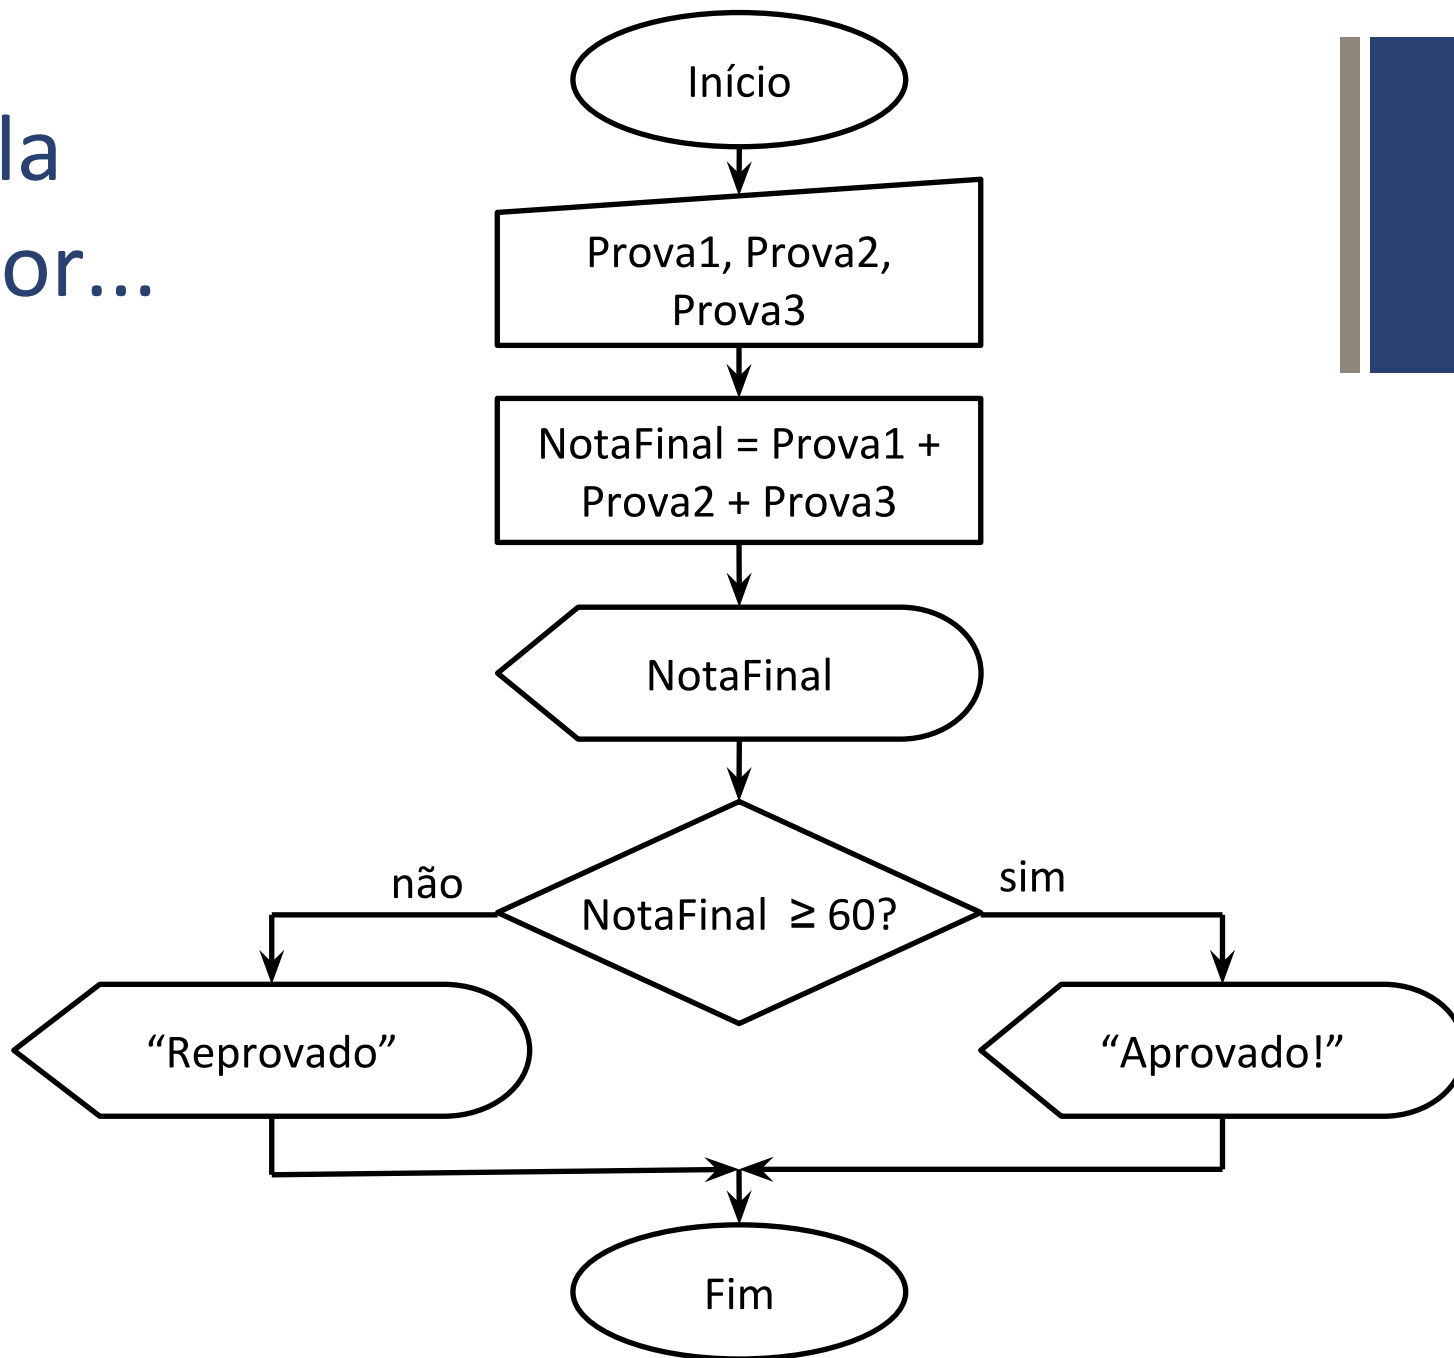 la
or...
Início
Prova1, Prova2,
Prova3
NotaFinal = Prova1 +
Prova2 + Prova3
NotaFinal
NotaFinal ≥ 60?
não
sim
“Reprovado”
“Aprovado!”
Fim